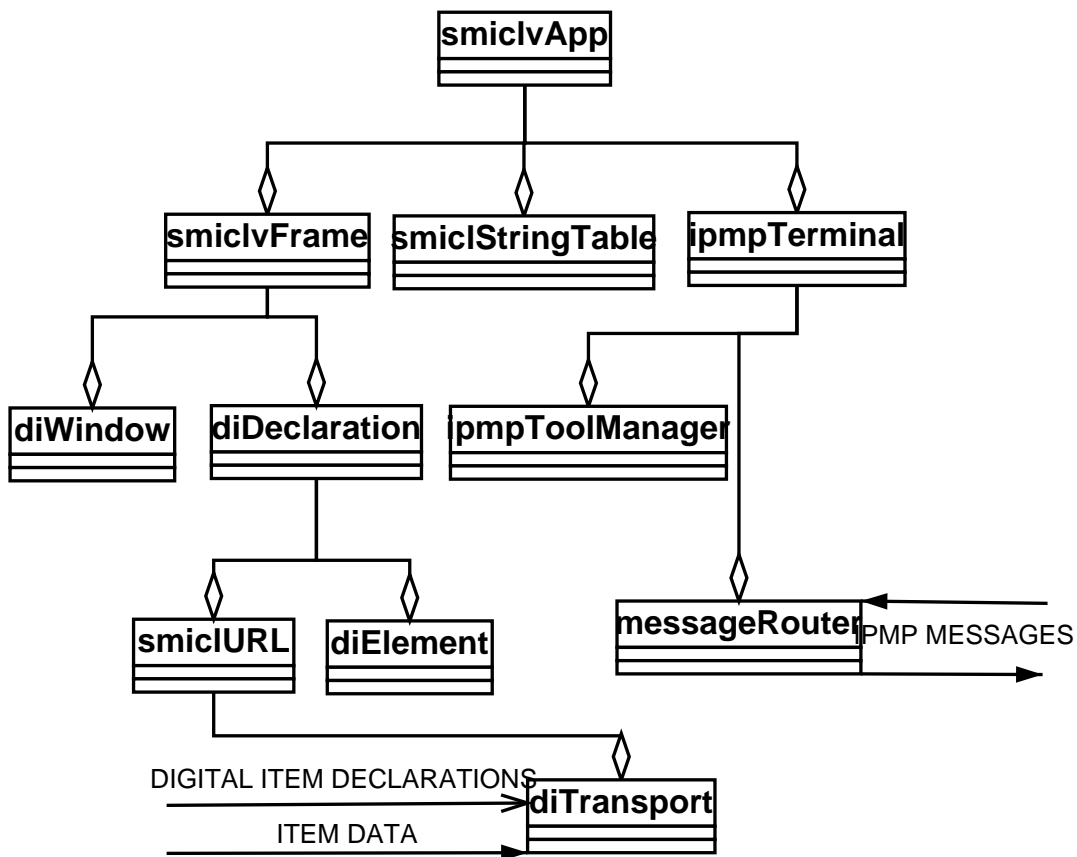 smiclvApp
smiclvFrame
smiclStringTable
ipmpTerminal
diWindow
diDeclaration
ipmpToolManager
smiclURL
diElement
messageRouter
IPMP MESSAGES
DIGITAL ITEM DECLARATIONS
diTransport
ITEM DATA